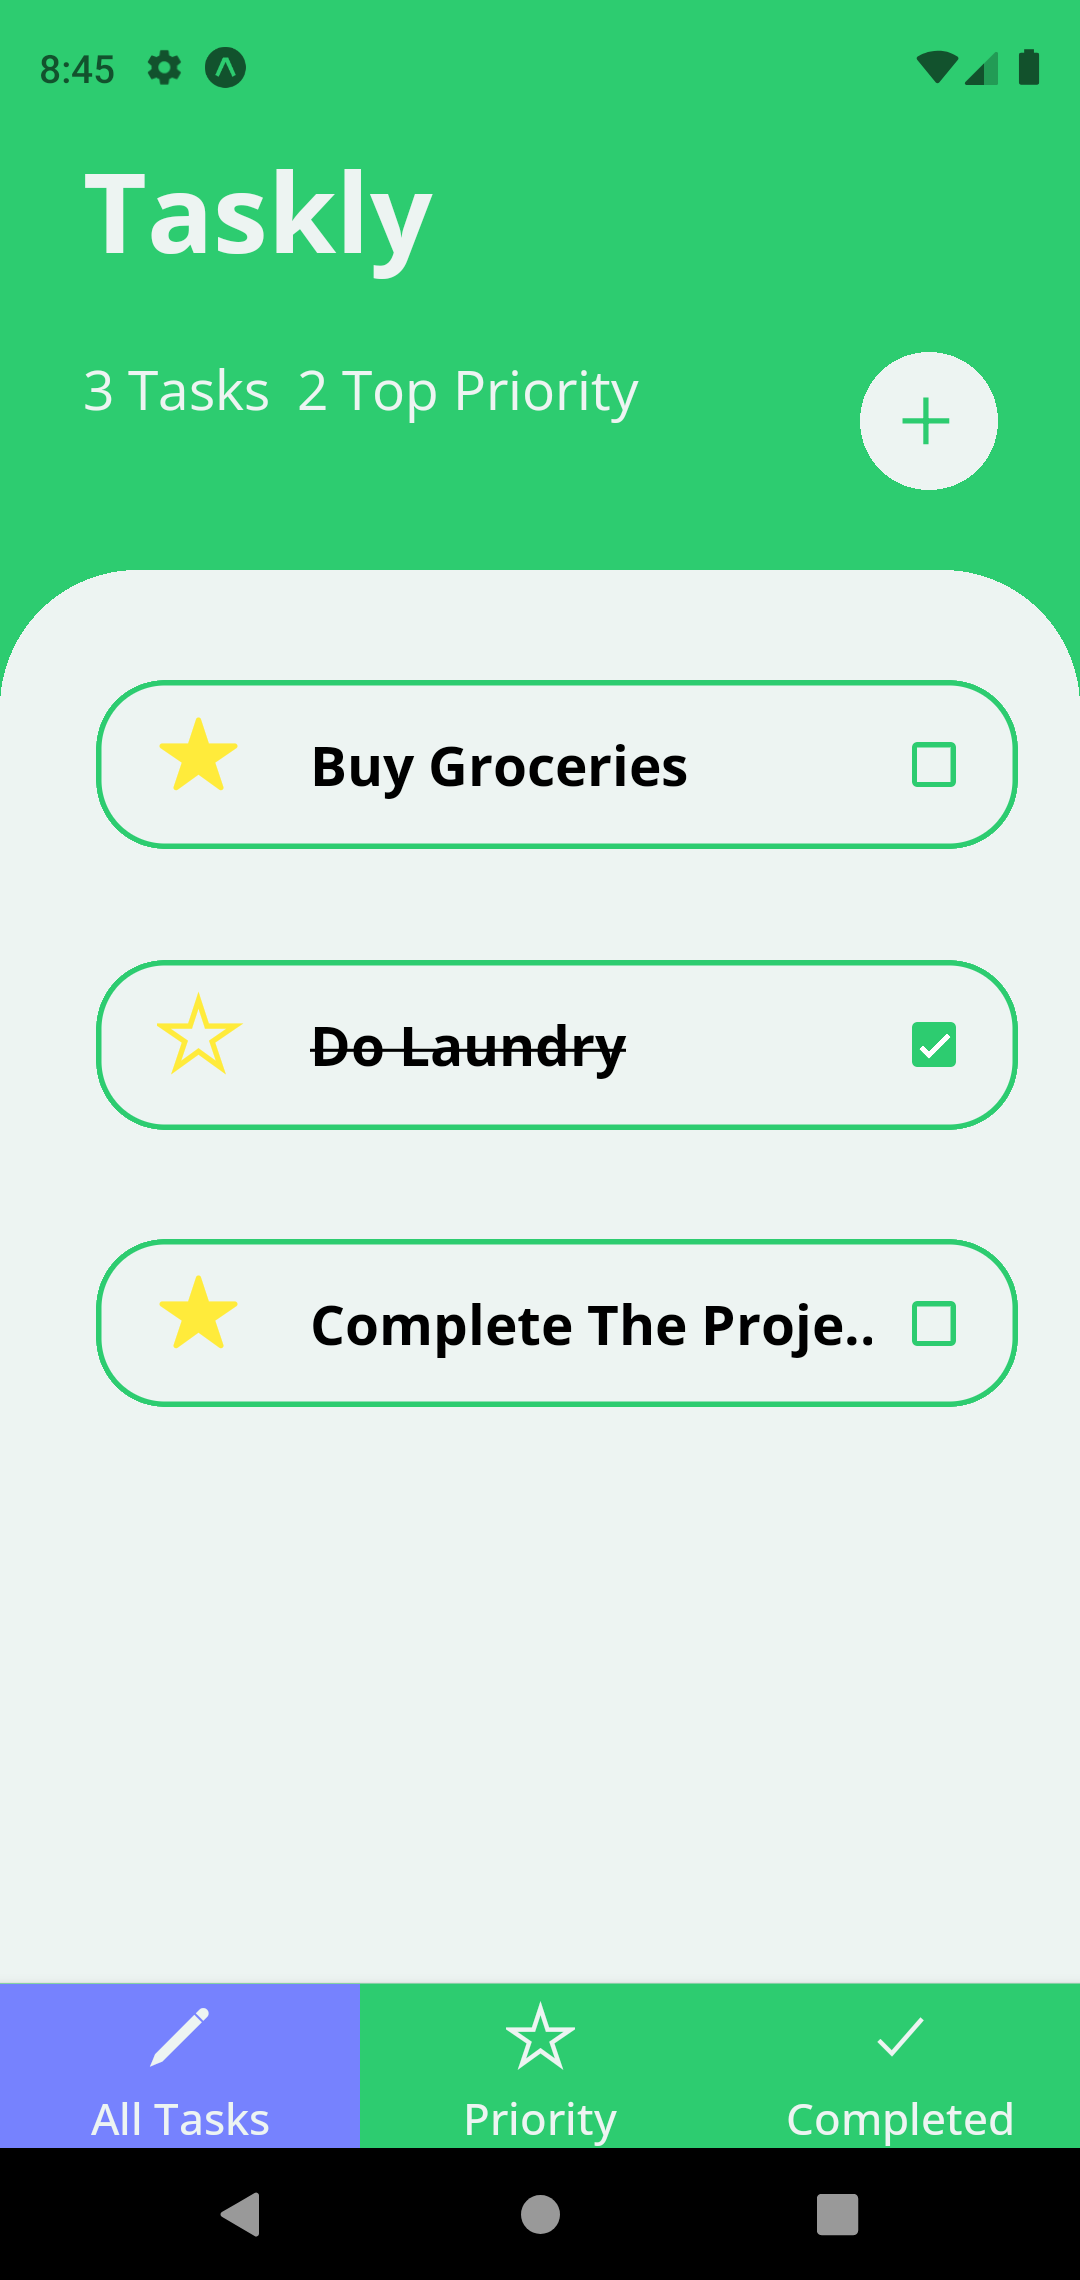 8:45
Taskly
3 Tasks 2 Top Priority
Buy Groceries
Do Laundry
Complete The Proje..
All Tasks Priority Completed